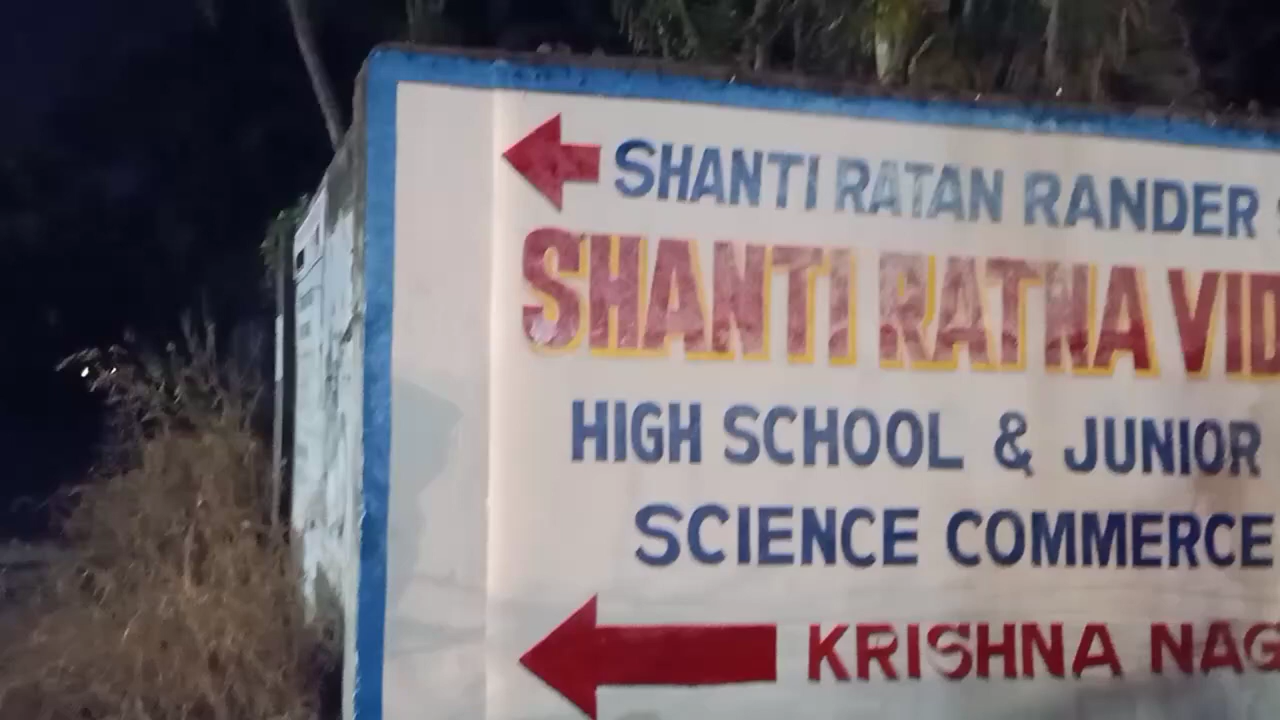 SHANTI RATAN RANDER
SHANTI RATNA VID
HIGH SCHOOL & JUNIOR
SCIENCE COMMERCE
KRISHNA NAG